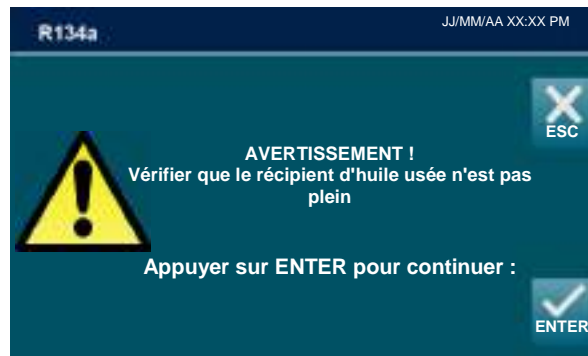 R134a
JJ/MM/AA XX:XX PM
ESC
AVERTISSEMENT !
Vérifier que le récipient d'huile usée n'est pas
plein
Appuyer sur ENTER pour continuer :
ENTER